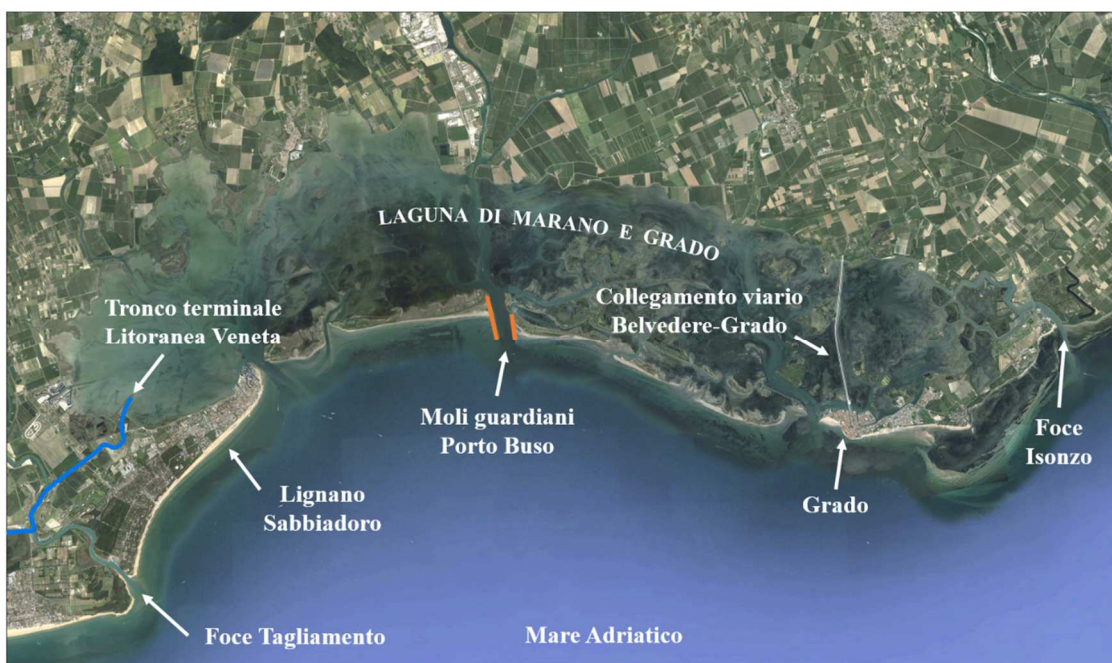 LAGUNA DI MARANO E GRADO
Tronco terminale
Litoranea Veneta
Collegamento viario
Belvedere-Grado
Moli guardiani
Porto Buso
Foce
Isonzo
Lignano
Sabbiadoro
Grado
Foce Tagliamento
Mare Adriatico